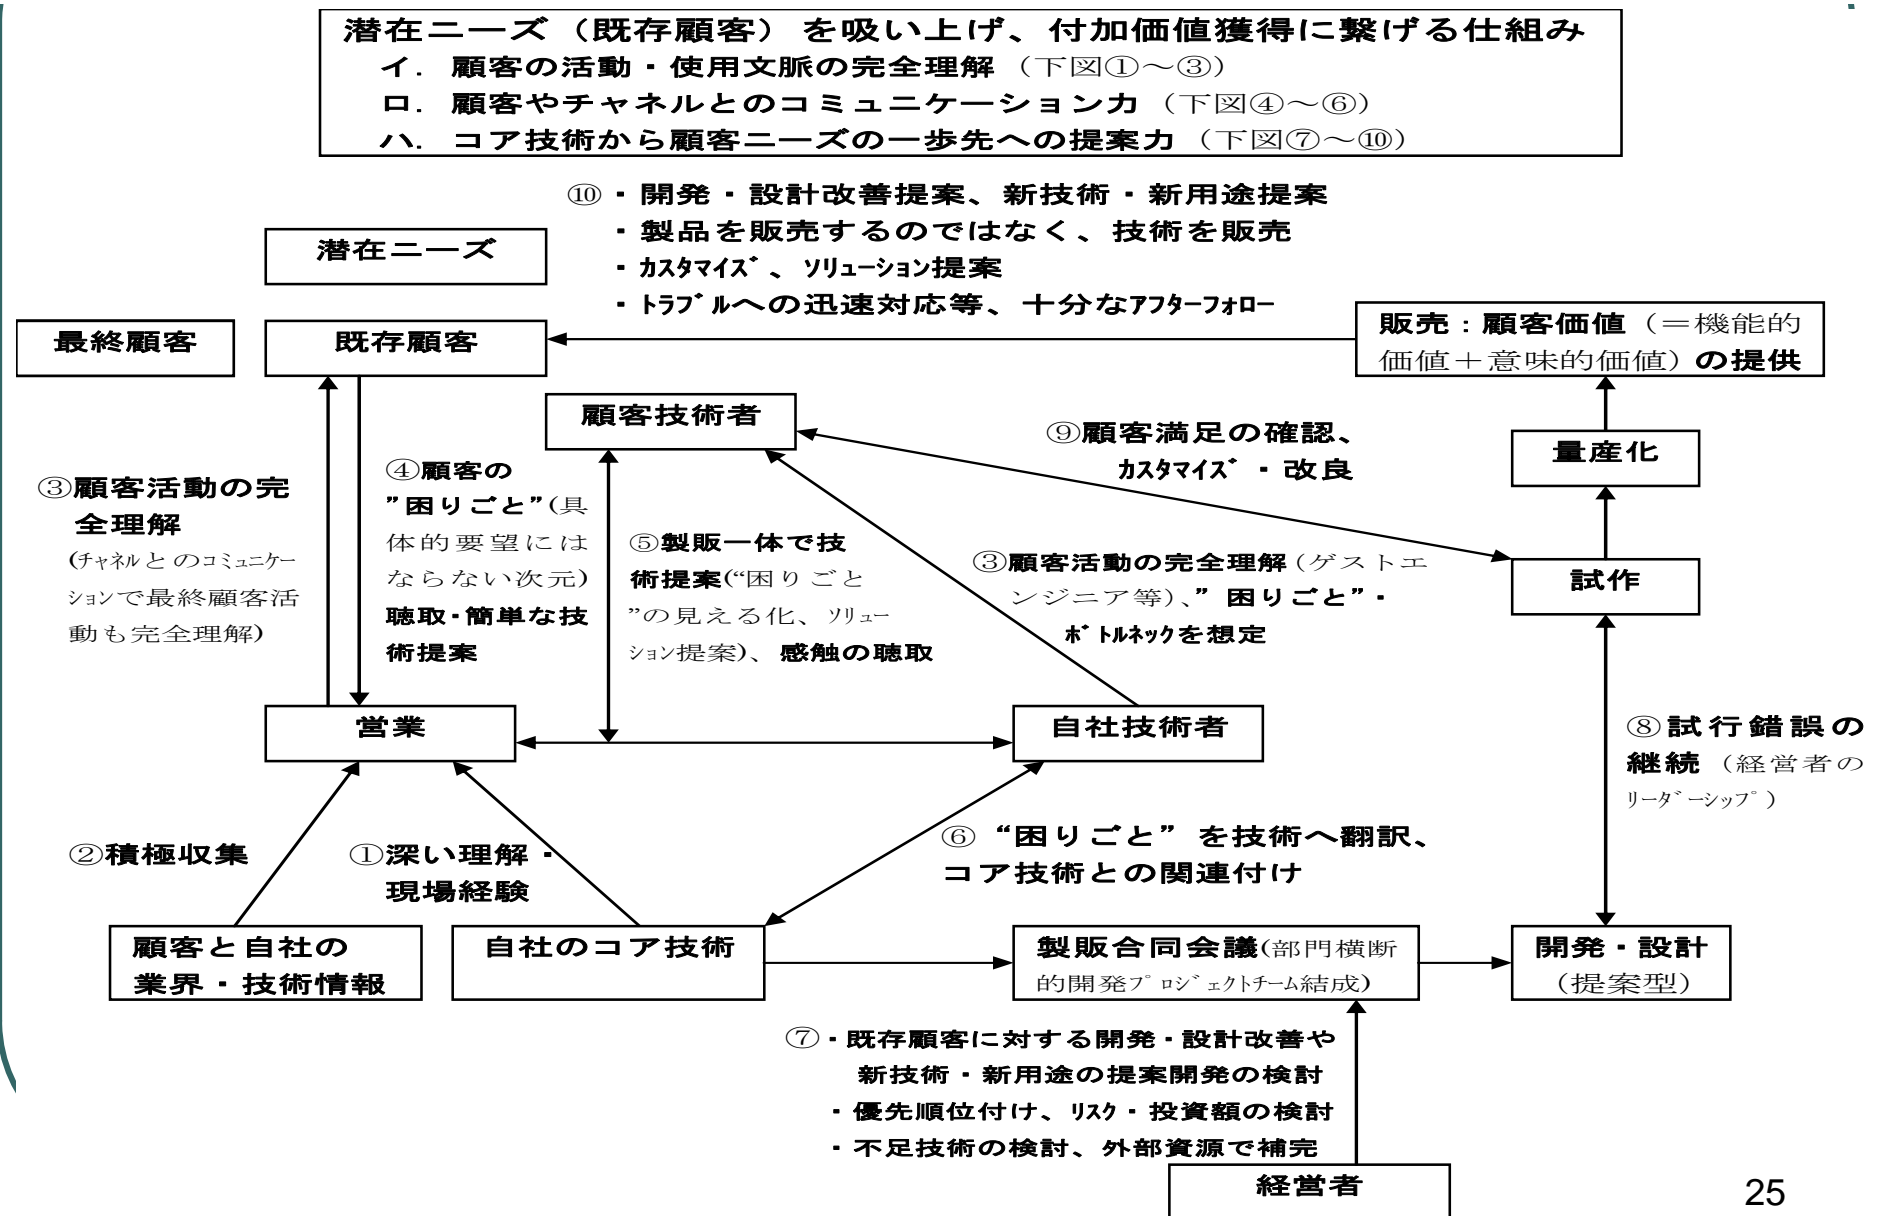 潜在ニーズ（既存顧客）を吸い上げ、付加価値獲得に繋げる仕組み
イ．顧客の活動・使用文脈の完全理解（下図①～③）
ロ．顧客やチャネルとのコミュニケーション力（下図④～⑥）
ハ．コア技術から顧客ニーズの一歩先への提案力（下図⑦～⑩）
⑩・開発・設計改善提案、新技術・新用途提案
・製品を販売するのではなく、技術を販売
・ｶｽﾀﾏｲｽﾞ、ｿﾘｭｰｼｮﾝ提案
・ﾄﾗﾌﾞﾙへの迅速対応等、十分なｱﾌﾀｰﾌｫﾛｰ
潜在ニーズ
最終顧客
既存顧客
販売：顧客価値（＝機能的
価値＋意味的価値）の提供
顧客技術者
⑨顧客満足の確認、
ｶｽﾀﾏｲｽﾞ・改良
量産化
③顧客活動の完
全理解
(ﾁｬﾈﾙとのｺﾐｭﾆｹｰ
ｼｮﾝで最終顧客活
動も完全理解)
④顧客の
”困りごと”(具
体的要望には
ならない次元)
聴取・簡単な技
術提案
⑤製販一体で技
術提案(“困りごと
”の見える化、ｿﾘｭｰ
ｼｮﾝ提案)、感触の聴取
③顧客活動の完全理解(ゲストエ
ンジニア等)、”困りごと”・
ﾎﾞﾄﾙﾈｯｸを想定
試作
営業
自社技術者
⑧試行錯誤の
継続（経営者の
ﾘｰﾀﾞｰｼｯﾌﾟ）
②積極収集
①深い理解・
現場経験
⑥“困りごと”を技術へ翻訳、
コア技術との関連付け
顧客と自社の
業界・技術情報
自社のコア技術
製販合同会議(部門横断
的開発ﾌﾟﾛｼﾞｪｸﾄﾁｰﾑ結成)
開発・設計
（提案型）
⑦・既存顧客に対する開発・設計改善や
新技術・新用途の提案開発の検討
・優先順位付け、ﾘｽｸ・投資額の検討
・不足技術の検討、外部資源で補完
経営者
25